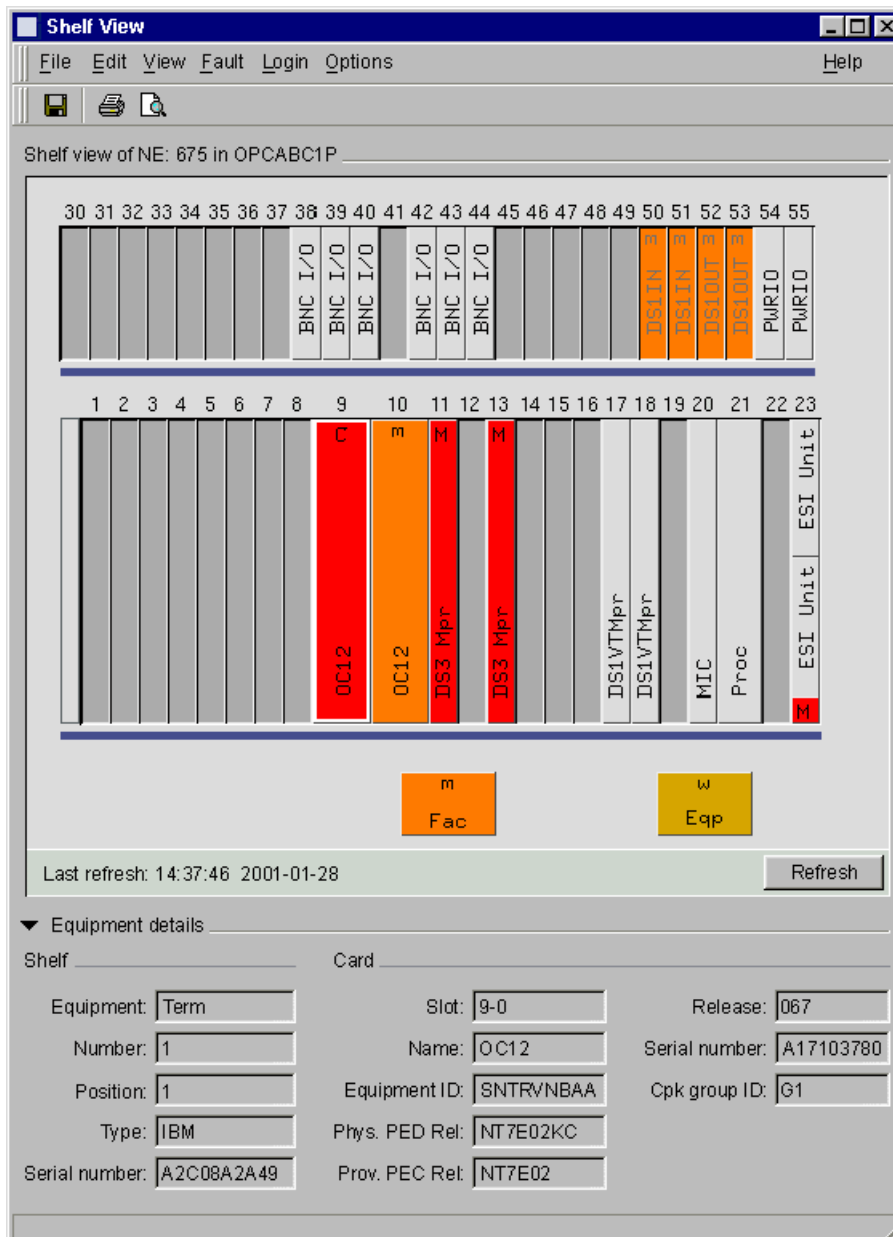 Shelf View
File Edit View Fault Login Options Help
Shelf view of NE: 675 in OPCABC1P
30 31 32 33 34 35 36 37 38 39 40 41 42 43 44 45 46 47 48 49 50 51 52 53 54 55
BNC I/O
BNC I/O
BNC I/O
BNC I/O
BNC I/O
BNC I/O
m DS1IN
m DS1IN
m DS1OUT
m DS1OUT
PWRIO
PWRIO
1 2 3 4 5 6 7 8 9 10 11 12 13 14 15 16 17 18 19 20 21 22 23
C OC12
m OC12
M DS3 Mpr
M DS3 Mpr
DS1VTMpr
DS1VTMpr
MIC
Proc
ESI Unit
ESI Unit
M
m
Fac
w
Eqp
Last refresh: 14:37:46 2001-01-28 Refresh
Equipment details
Shelf Card
Equipment: Term Slot: 9-0 Release: 067
Number: 1 Name: OC12 Serial number: A17103780
Position: 1 Equipment ID: SNTRVNBAA Cpk group ID: G1
Type: IBM Phys. PED Rel: NT7E02KC
Serial number: A2C08A2A49 Prov. PEC Rel: NT7E02